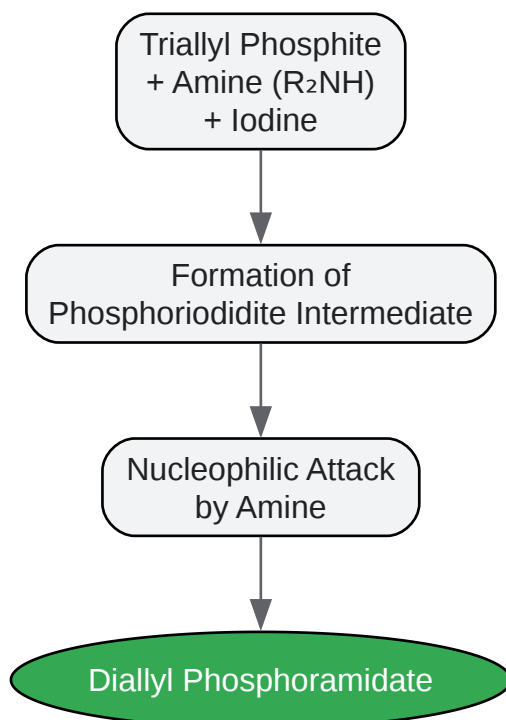 Triallyl Phosphite
+ Amine (R₂NH)
+ Iodine
Formation of
Phosphoriodidite Intermediate
Nucleophilic Attack
by Amine
Diallyl Phosphoramidate